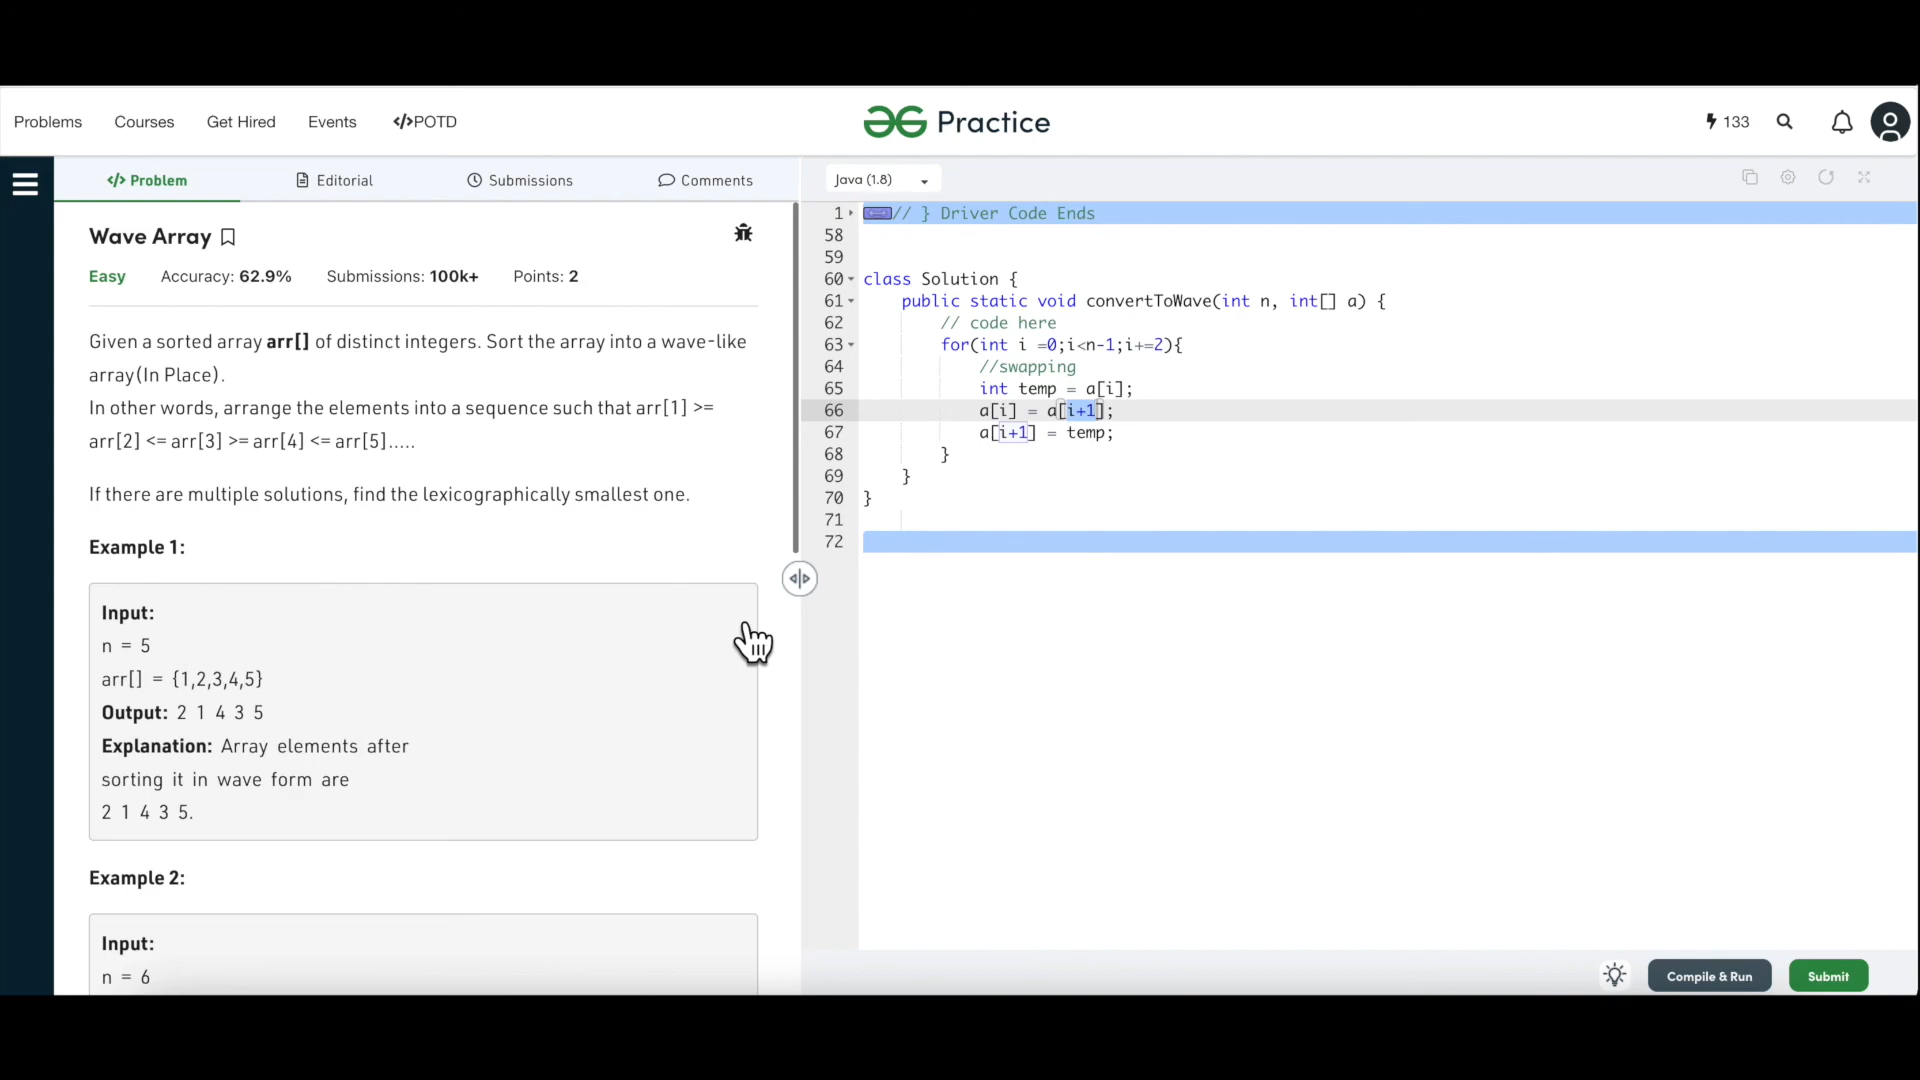 Problems Courses Get Hired Events </>POTD Practice 133
</> Problem Editorial Submissions Comments
Wave Array
Easy Accuracy: 62.9% Submissions: 100k+ Points: 2
Given a sorted array arr[] of distinct integers. Sort the array into a wave-like
array(In Place).
In other words, arrange the elements into a sequence such that arr[1] >=
arr[2] <= arr[3] >= arr[4] <= arr[5].....
If there are multiple solutions, find the lexicographically smallest one.
Example 1:
Input:
n = 5
arr[] = {1,2,3,4,5}
Output: 2 1 4 3 5
Explanation: Array elements after
sorting it in wave form are
2 1 4 3 5.
Example 2:
Input:
n = 6
Java (1.8)
1 // } Driver Code Ends
58
59
60 class Solution {
61 public static void convertToWave(int n, int[] a) {
62 // code here
63 for(int i =0;i<n-1;i+=2){
64 //swapping
65 int temp = a[i];
66 a[i] = a[i+1];
67 a[i+1] = temp;
68 }
69 }
70 }
71
72
Compile & Run Submit